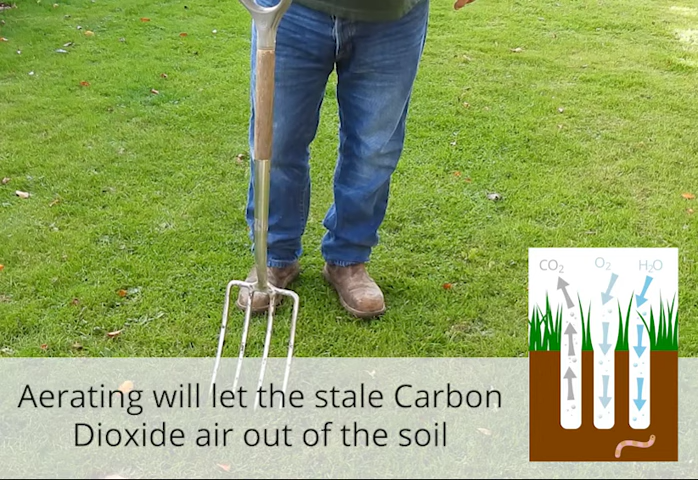 CO₂ O₂ H₂O
Aerating will let the stale Carbon
Dioxide air out of the soil